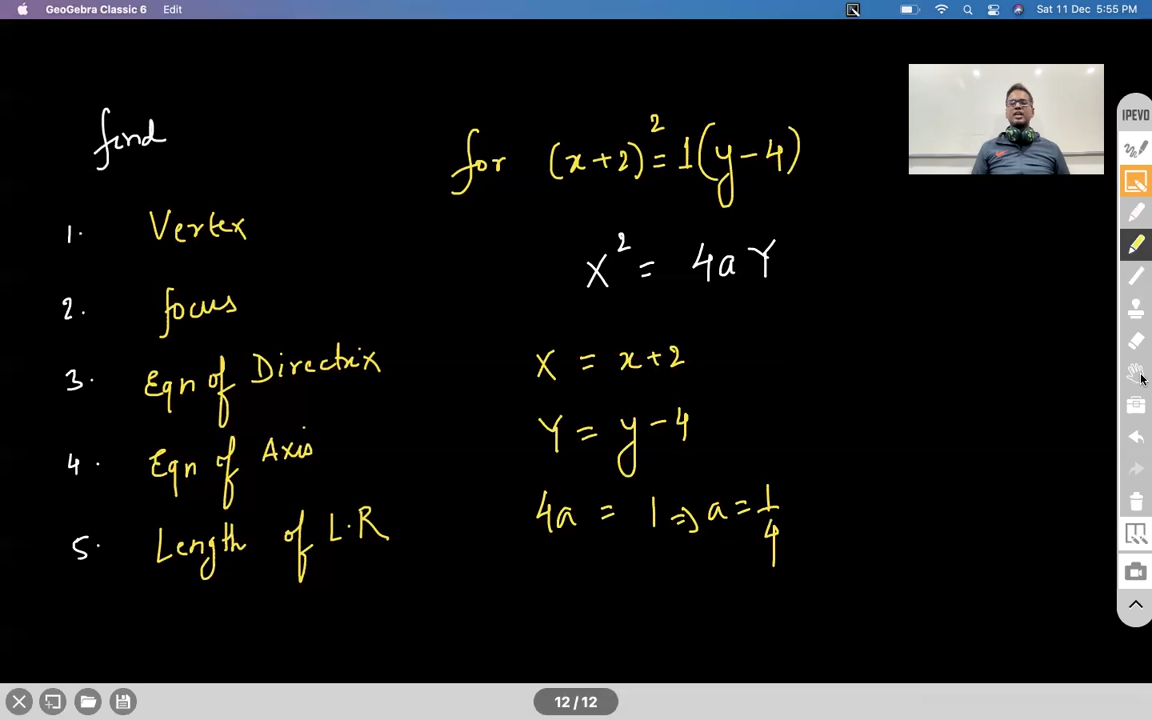 GeoGebra Classic 6 Edit Sat 11 Dec 5:55 PM
find
for (x+2)² = 1(y-4)
IPEVO
1. Vertex
X² = 4aY
2. focus
3. Eqn of Directrix
X = x+2
4. Eqn of Axis
Y = y-4
5. Length of L.R
4a = 1 ⇒ a = 1/4
12 / 12